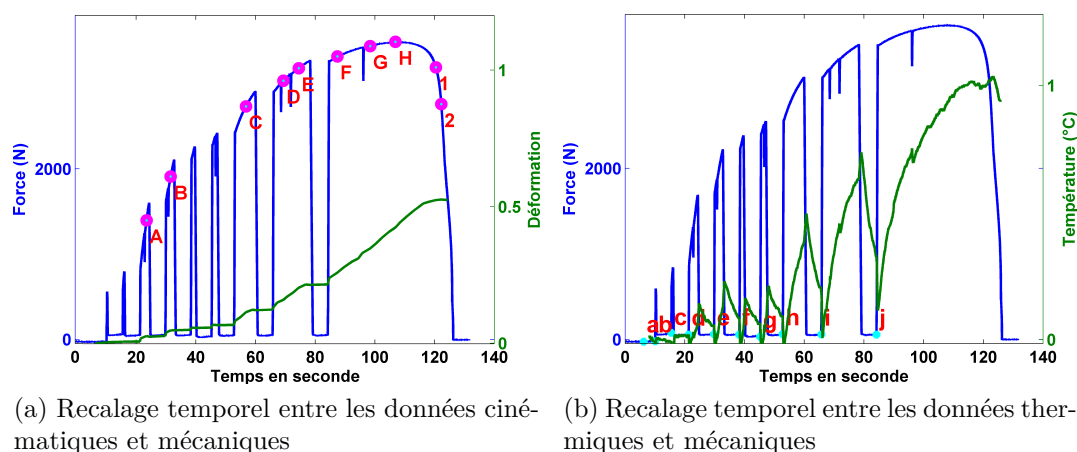 Force (N)
2000
0
A
B
C
D
E
F
G
H
1
2
1
0.5
0
Déformation
0 20 40 60 80 100 120 140
Temps en seconde
Force (N)
2000
0
a b c d e f g h i j
1
0
Température (°C)
0 20 40 60 80 100 120 140
Temps en seconde
(a) Recalage temporel entre les données ciné-
matiques et mécaniques
(b) Recalage temporel entre les données ther-
miques et mécaniques